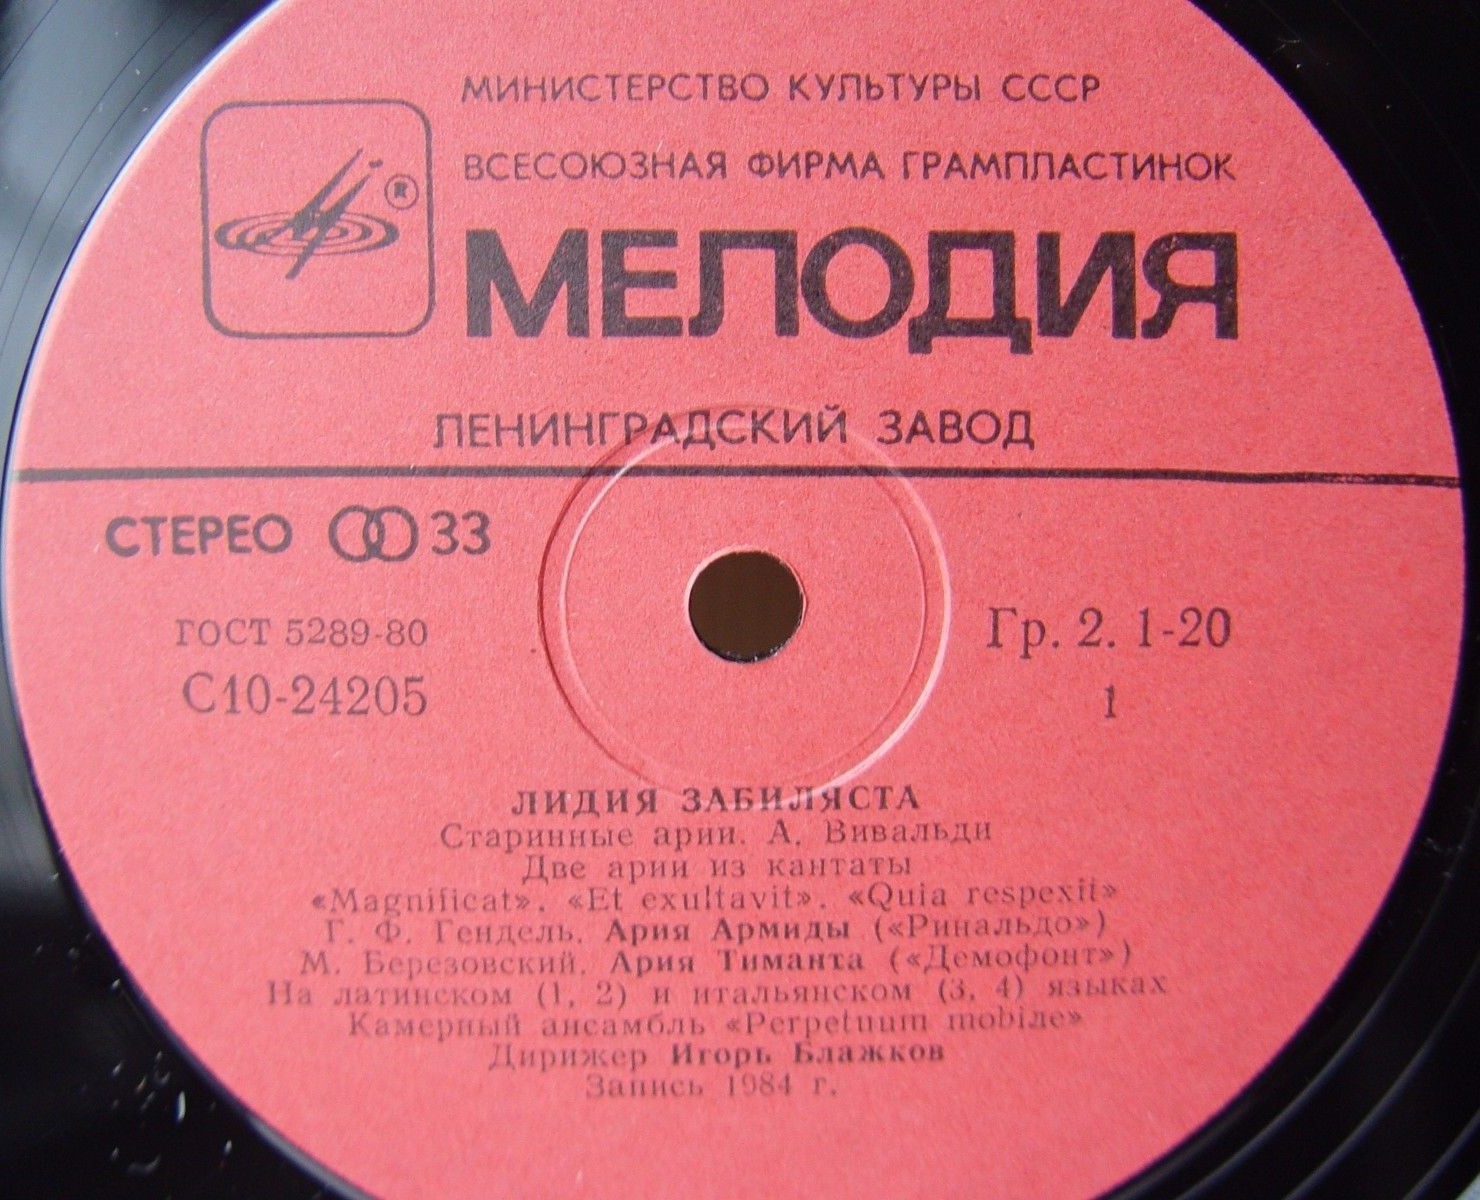 МИНИСТЕРСТВО КУЛЬТУРЫ СССР
ВСЕСОЮЗНАЯ ФИРМА ГРАМПЛАСТИНОК
®
МЕЛОДИЯ
ЛЕНИНГРАДСКИЙ ЗАВОД
СТЕРЕО 33
ГОСТ 5289-80
Гр. 2. 1-20
С10-24205
1
ЛИДИЯ ЗАБИЛЯСТА
Старинные арии. А. Вивальди
Две арии из кантаты
«Magnificat». «Et exultavit». «Quia respexit»
Г. Ф. Гендель. Ария Армиды («Ринальдо»)
М. Березовский. Ария Тиманта («Демофонт»)
На латинском (1, 2) и итальянском (3, 4) языках
Камерный ансамбль «Perpetuum mobiле»
Дирижер Игорь Блажков
Запись 1984 г.